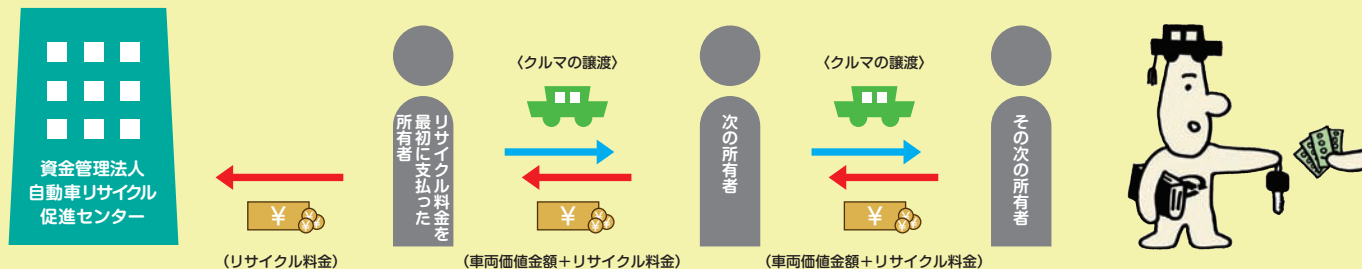 資金管理法人
自動車リサイクル
促進センター
リサイクル料金を
最初に支払った
所有者
〈クルマの譲渡〉
次の所有者
〈クルマの譲渡〉
その次の所有者
¥
¥
¥
(リサイクル料金)
(車両価値金額+リサイクル料金)
(車両価値金額+リサイクル料金)